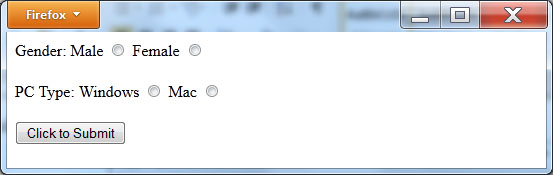 Firefox
Gender: Male Female
PC Type: Windows Mac
Click to Submit